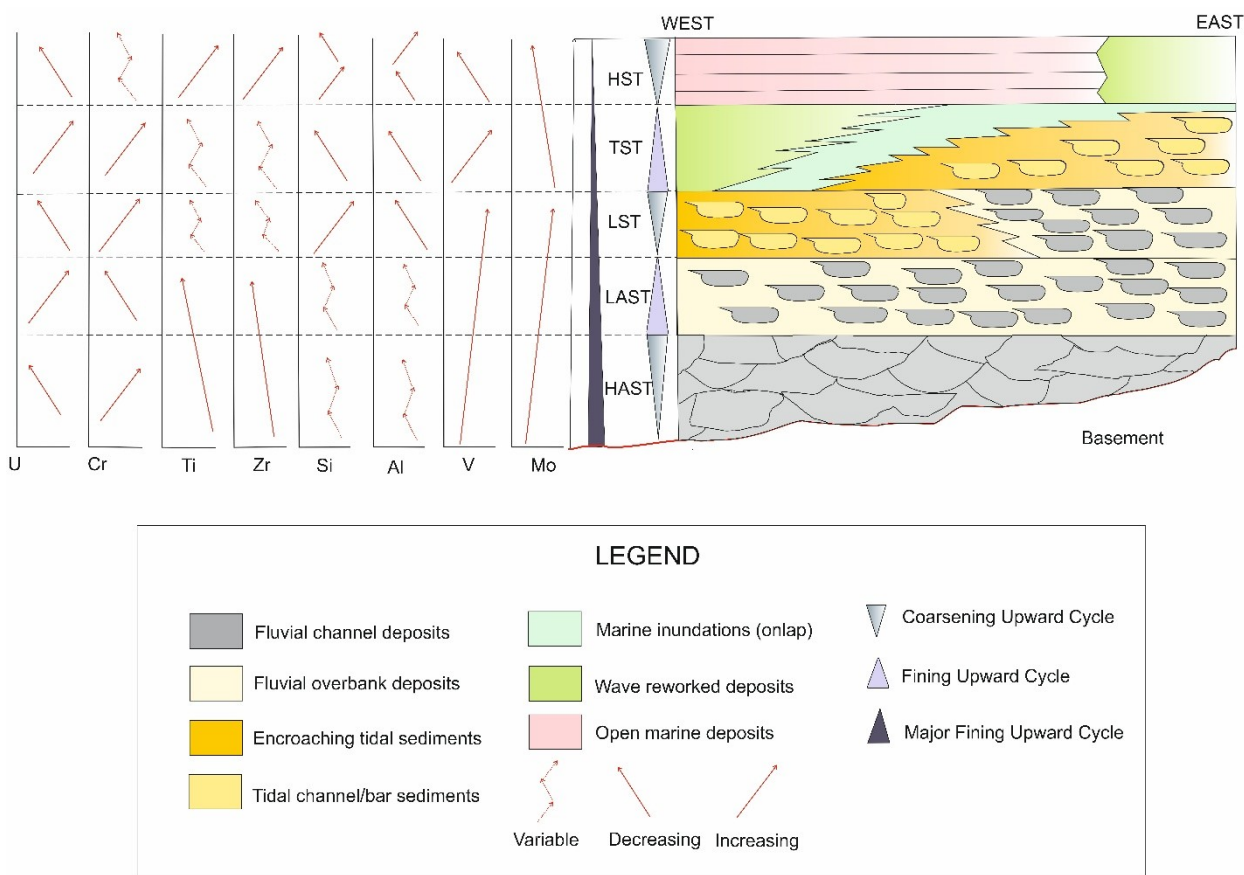 WEST
EAST
HST
TST
LST
LAST
HAST
Basement
U
Cr
Ti
Zr
Si
Al
V
Mo
LEGEND
Fluvial channel deposits
Fluvial overbank deposits
Encroaching tidal sediments
Tidal channel/bar sediments
Marine inundations (onlap)
Wave reworked deposits
Open marine deposits
Variable
Decreasing
Increasing
Coarsening Upward Cycle
Fining Upward Cycle
Major Fining Upward Cycle